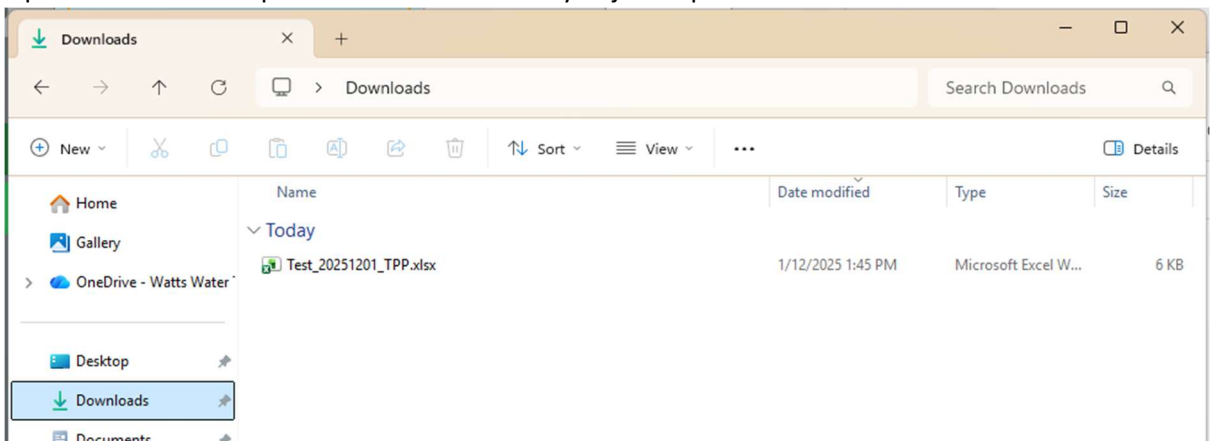 Downloads
Downloads
Search Downloads
New
Sort
View
Details
Name
Date modified
Type
Size
Home
Gallery
OneDrive - Watts Water
Today
Test_20251201_TPP.xlsx
1/12/2025 1:45 PM
Microsoft Excel W...
6 KB
Desktop
Downloads
Documents